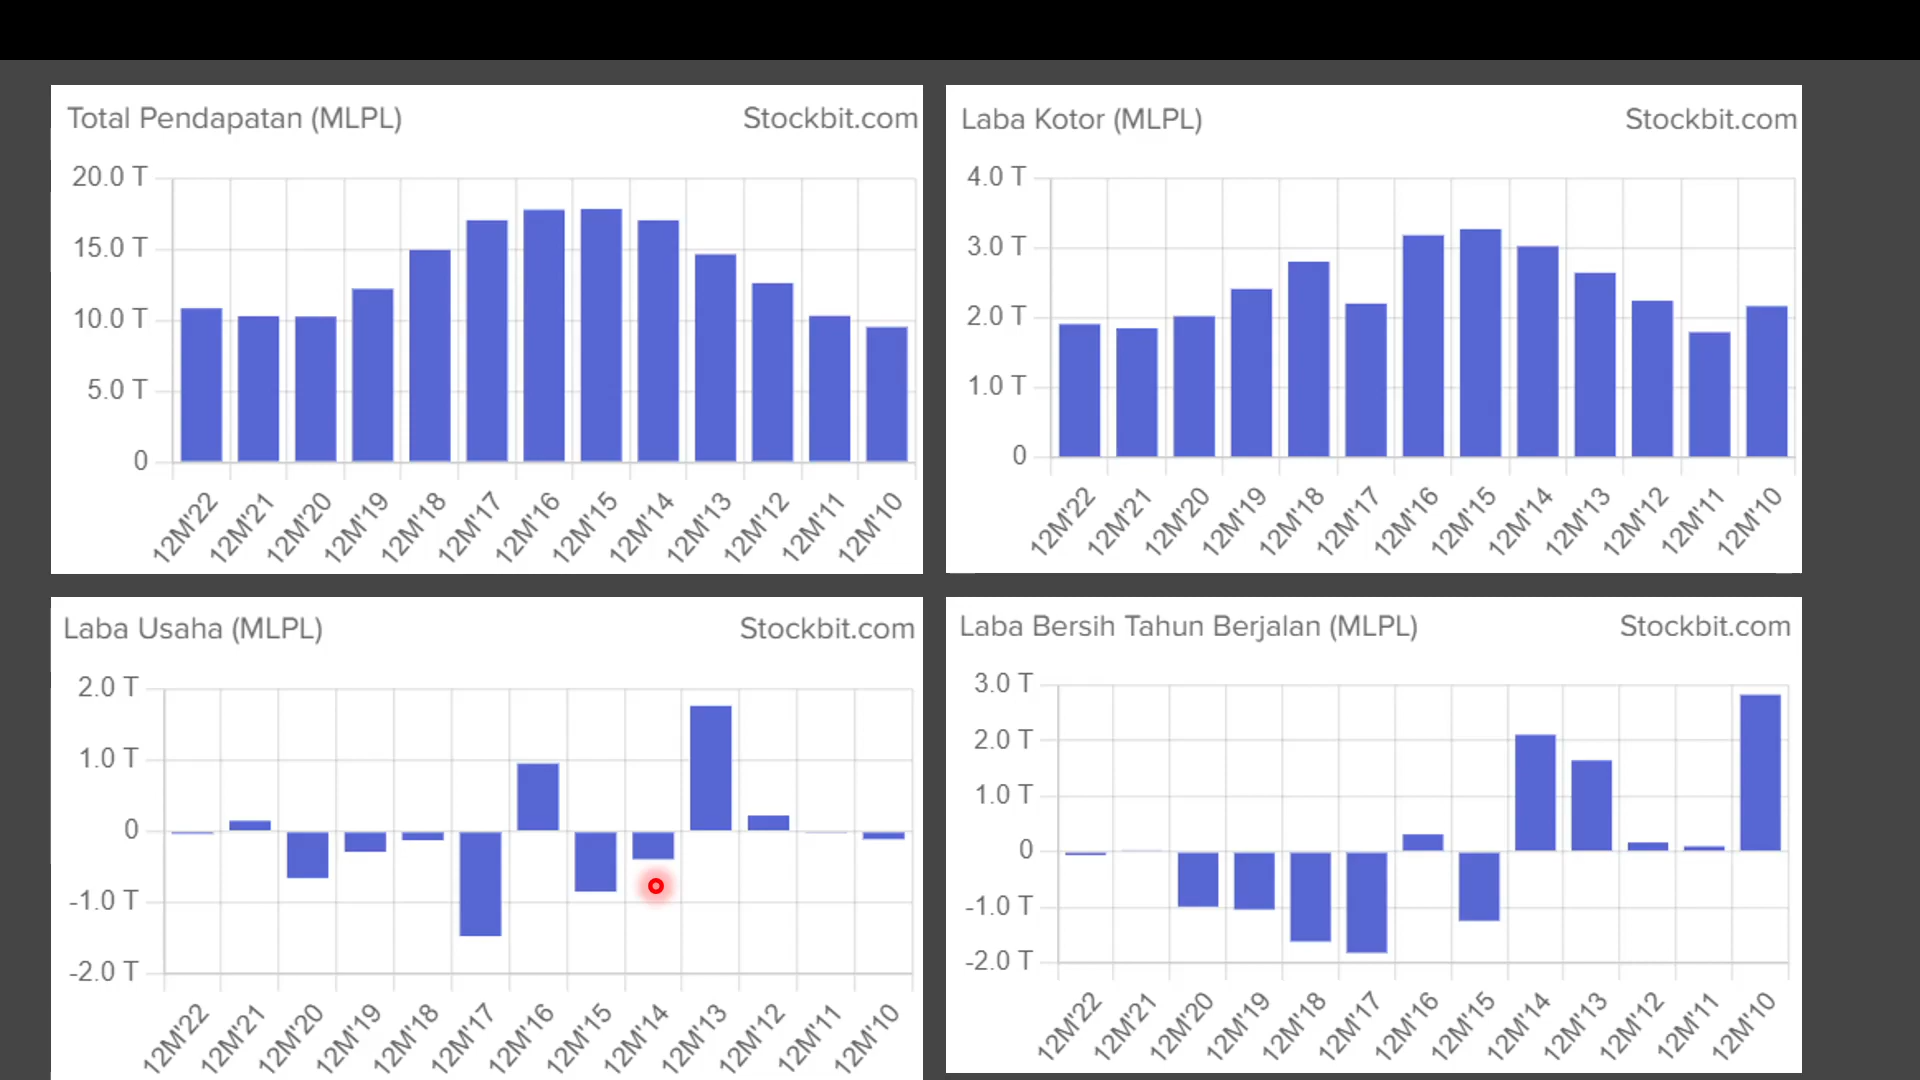 Total Pendapatan (MLPL) Stockbit.com
20.0 T
15.0 T
10.0 T
5.0 T
0
12M'22 12M'21 12M'20 12M'19 12M'18 12M'17 12M'16 12M'15 12M'14 12M'13 12M'12 12M'11 12M'10
Laba Kotor (MLPL) Stockbit.com
4.0 T
3.0 T
2.0 T
1.0 T
0
12M'22 12M'21 12M'20 12M'19 12M'18 12M'17 12M'16 12M'15 12M'14 12M'13 12M'12 12M'11 12M'10
Laba Usaha (MLPL) Stockbit.com
2.0 T
1.0 T
0
-1.0 T
-2.0 T
12M'22 12M'21 12M'20 12M'19 12M'18 12M'17 12M'16 12M'15 12M'14 12M'13 12M'12 12M'11 12M'10
Laba Bersih Tahun Berjalan (MLPL) Stockbit.com
3.0 T
2.0 T
1.0 T
0
-1.0 T
-2.0 T
12M'22 12M'21 12M'20 12M'19 12M'18 12M'17 12M'16 12M'15 12M'14 12M'13 12M'12 12M'11 12M'10